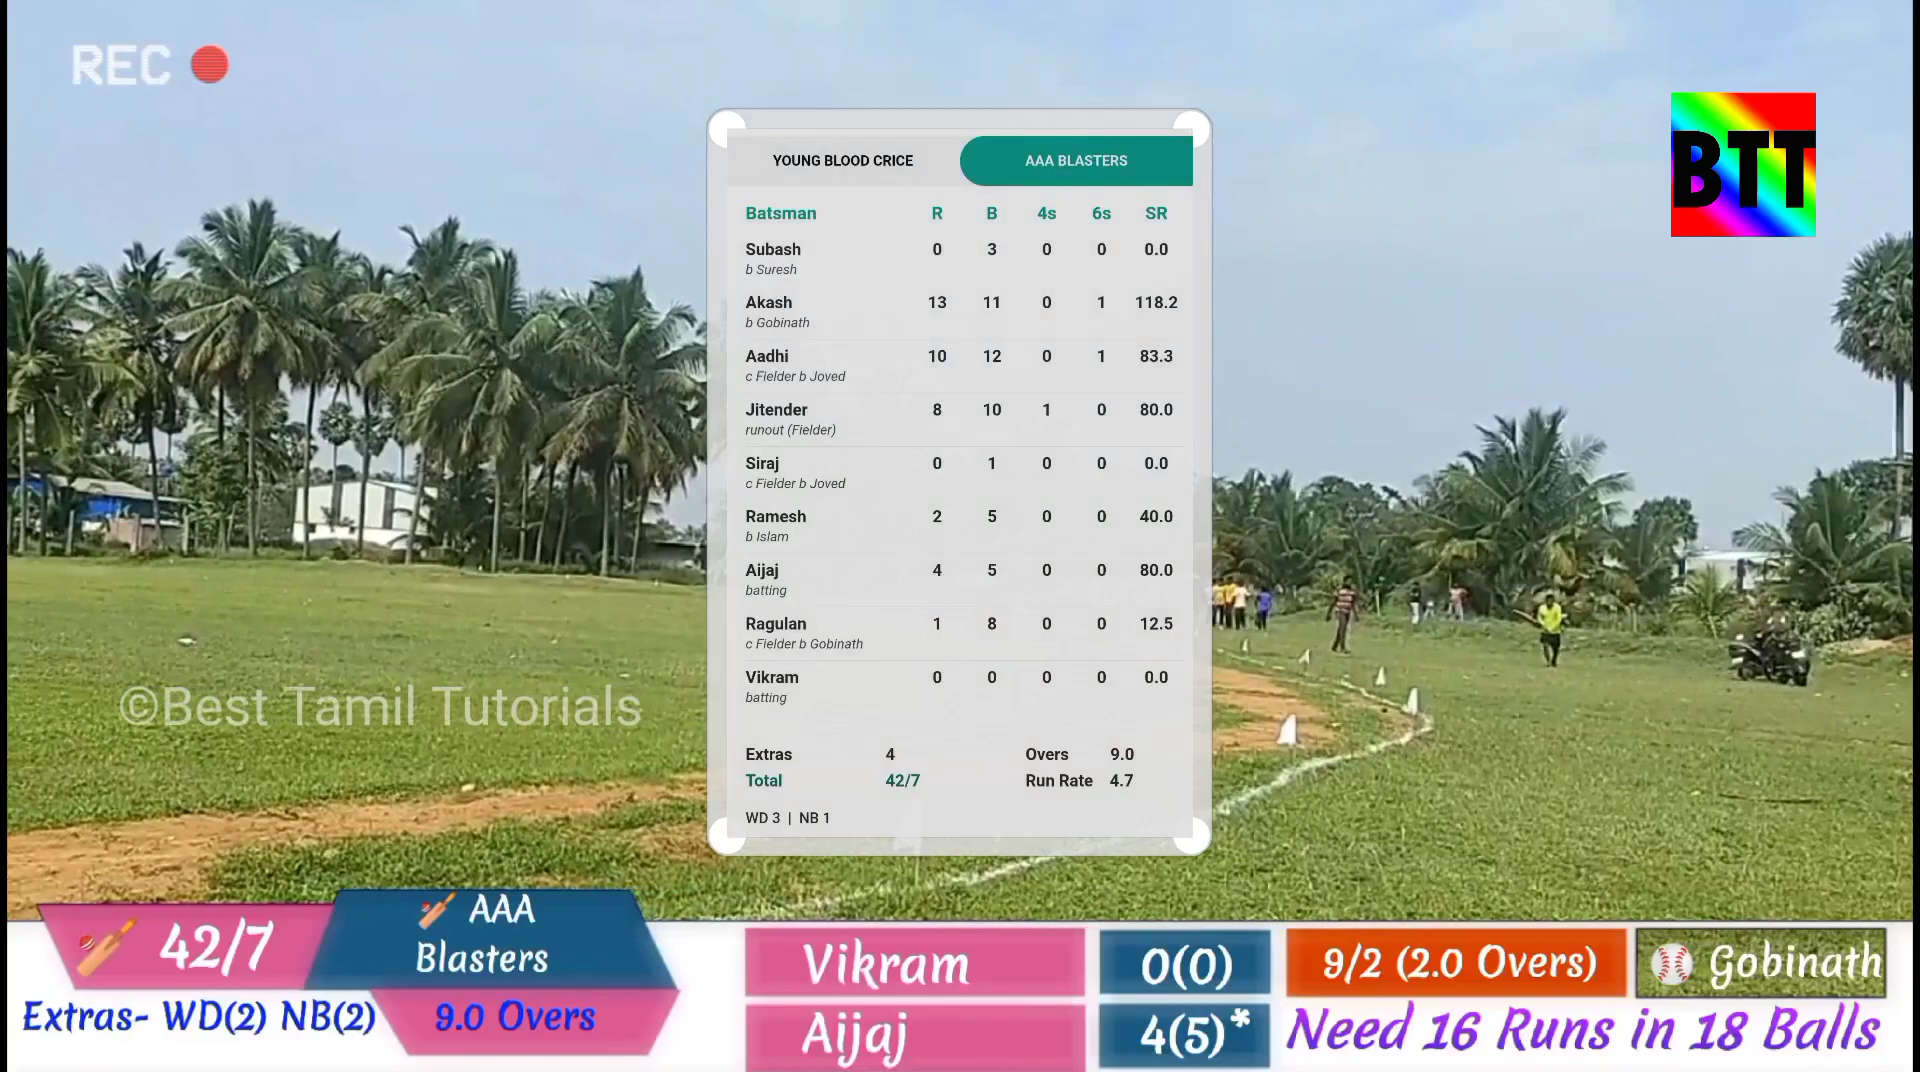 REC
BTT
YOUNG BLOOD CRICE AAA BLASTERS
Batsman R B 4s 6s SR
Subash 0 3 0 0 0.0
b Suresh
Akash 13 11 0 1 118.2
b Gobinath
Aadhi 10 12 0 1 83.3
c Fielder b Joved
Jitender 8 10 1 0 80.0
runout (Fielder)
Siraj 0 1 0 0 0.0
c Fielder b Joved
Ramesh 2 5 0 0 40.0
b Islam
Aijaj 4 5 0 0 80.0
batting
Ragulan 1 8 0 0 12.5
c Fielder b Gobinath
Vikram 0 0 0 0 0.0
batting
Extras 4 Overs 9.0
Total 42/7 Run Rate 4.7
WD 3 | NB 1
©Best Tamil Tutorials
42/7 AAA
Blasters
Extras- WD(2) NB(2) 9.0 Overs
Vikram 0(0) 9/2 (2.0 Overs) Gobinath
Aijaj 4(5)* Need 16 Runs in 18 Balls